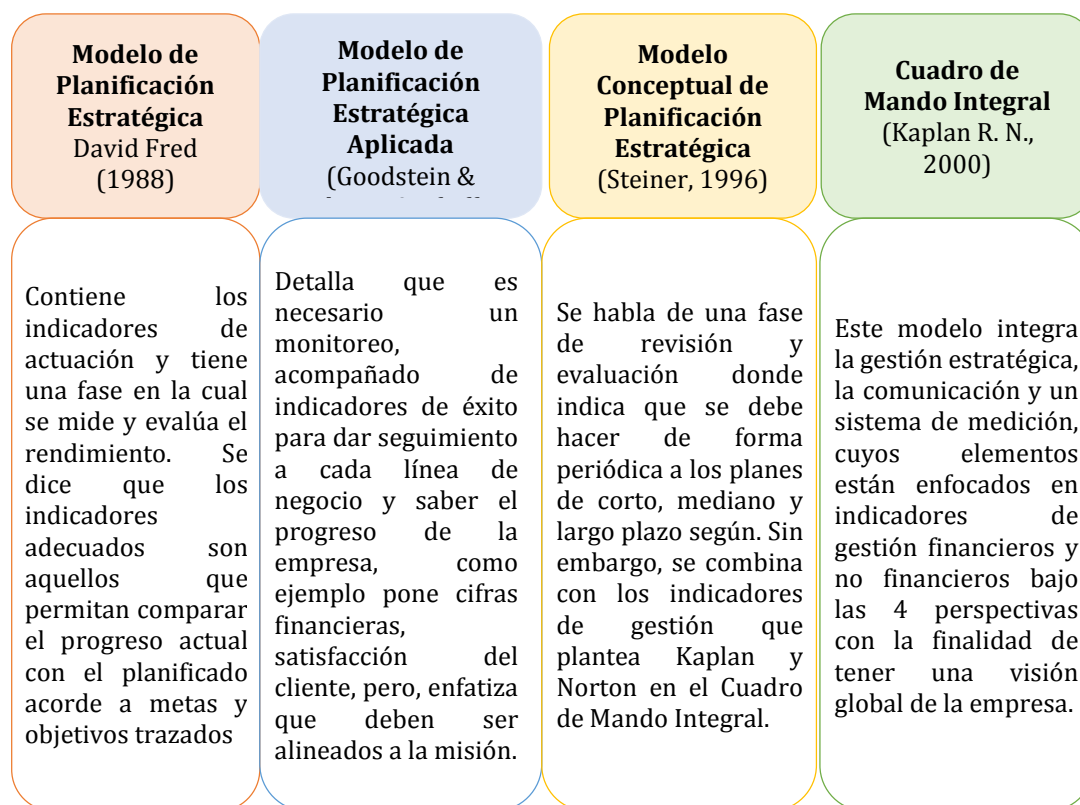 Modelo de
Planificación
Estratégica
David Fred
(1988)
Contiene los
indicadores de
actuación y tiene
una fase en la cual
se mide y evalúa el
rendimiento. Se
dice que los
indicadores
adecuados son
aquellos que
permitan comparar
el progreso actual
con el planificado
acorde a metas y
objetivos trazados
Modelo de
Planificación
Estratégica
Aplicada
(Goodstein &
Detalla que es
necesario un
monitoreo,
acompañado de
indicadores de éxito
para dar seguimiento
a cada línea de
negocio y saber el
progreso de la
empresa, como
ejemplo pone cifras
financieras,
satisfacción del
cliente, pero, enfatiza
que deben ser
alineados a la misión.
Modelo
Conceptual de
Planificación
Estratégica
(Steiner, 1996)
Se habla de una fase
de revisión y
evaluación donde
indica que se debe
hacer de forma
periódica a los planes
de corto, mediano y
largo plazo según. Sin
embargo, se combina
con los indicadores
de gestión que
plantea Kaplan y
Norton en el Cuadro
de Mando Integral.
Cuadro de
Mando Integral
(Kaplan R. N.,
2000)
Este modelo integra
la gestión estratégica,
la comunicación y un
sistema de medición,
cuyos elementos
están enfocados en
indicadores de
gestión financieros y
no financieros bajo
las 4 perspectivas
con la finalidad de
tener una visión
global de la empresa.